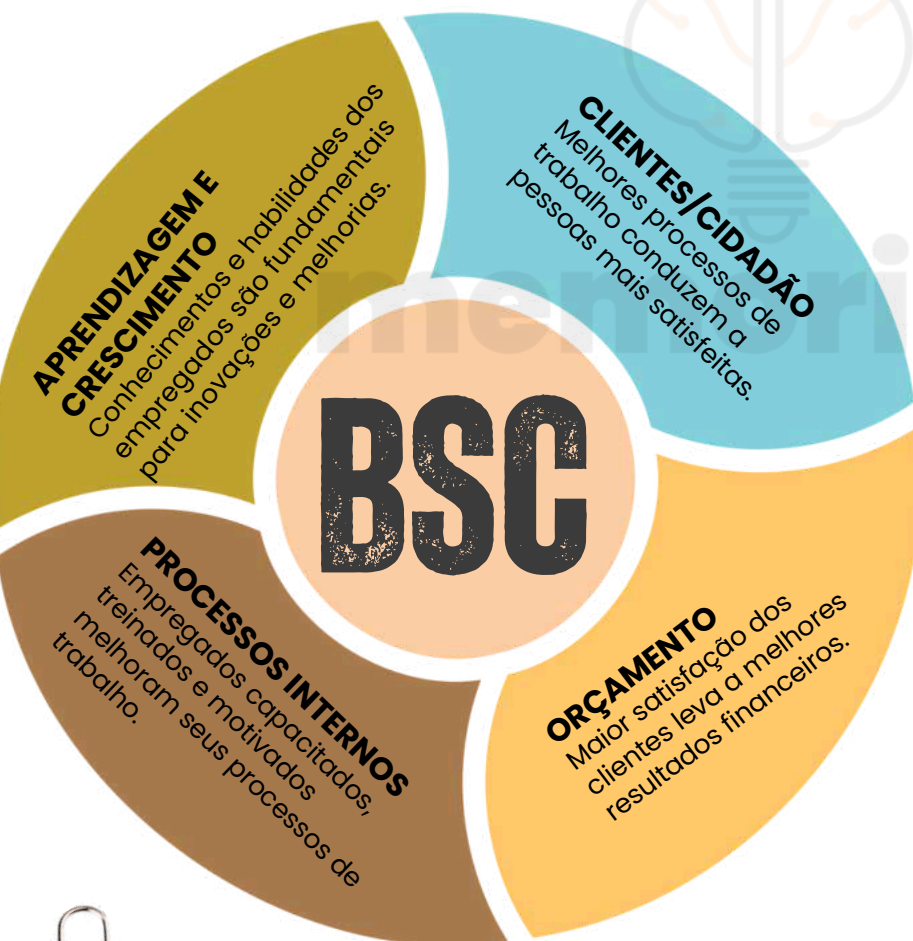 APRENDIZAGEM E
CRESCIMENTO
Conhecimentos e habilidades dos
empregados são fundamentais
para inovações e melhorias.
CLIENTES/CIDADÃO
Melhores processos de
trabalho conduzem a
pessoas mais satisfeitas.
BSC
PROCESSOS INTERNOS
Empregados capacitados,
treinados e motivados
melhoram seus processos de
trabalho.
ORÇAMENTO
Maior satisfação dos
clientes leva a melhores
resultados financeiros.